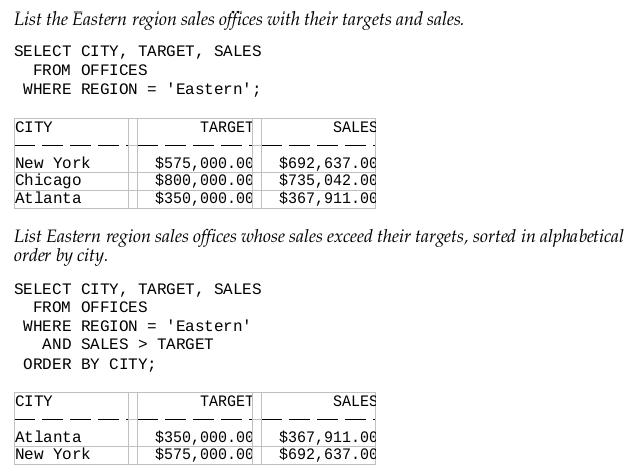 List the Eastern region sales offices with their targets and sales.
SELECT CITY, TARGET, SALES
FROM OFFICES
WHERE REGION = 'Eastern';
CITY TARGET SALES
New York $575,000.00 $692,637.00
Chicago $800,000.00 $735,042.00
Atlanta $350,000.00 $367,911.00
List Eastern region sales offices whose sales exceed their targets, sorted in alphabetical
order by city.
SELECT CITY, TARGET, SALES
FROM OFFICES
WHERE REGION = 'Eastern'
AND SALES > TARGET
ORDER BY CITY;
CITY TARGET SALES
Atlanta $350,000.00 $367,911.00
New York $575,000.00 $692,637.00